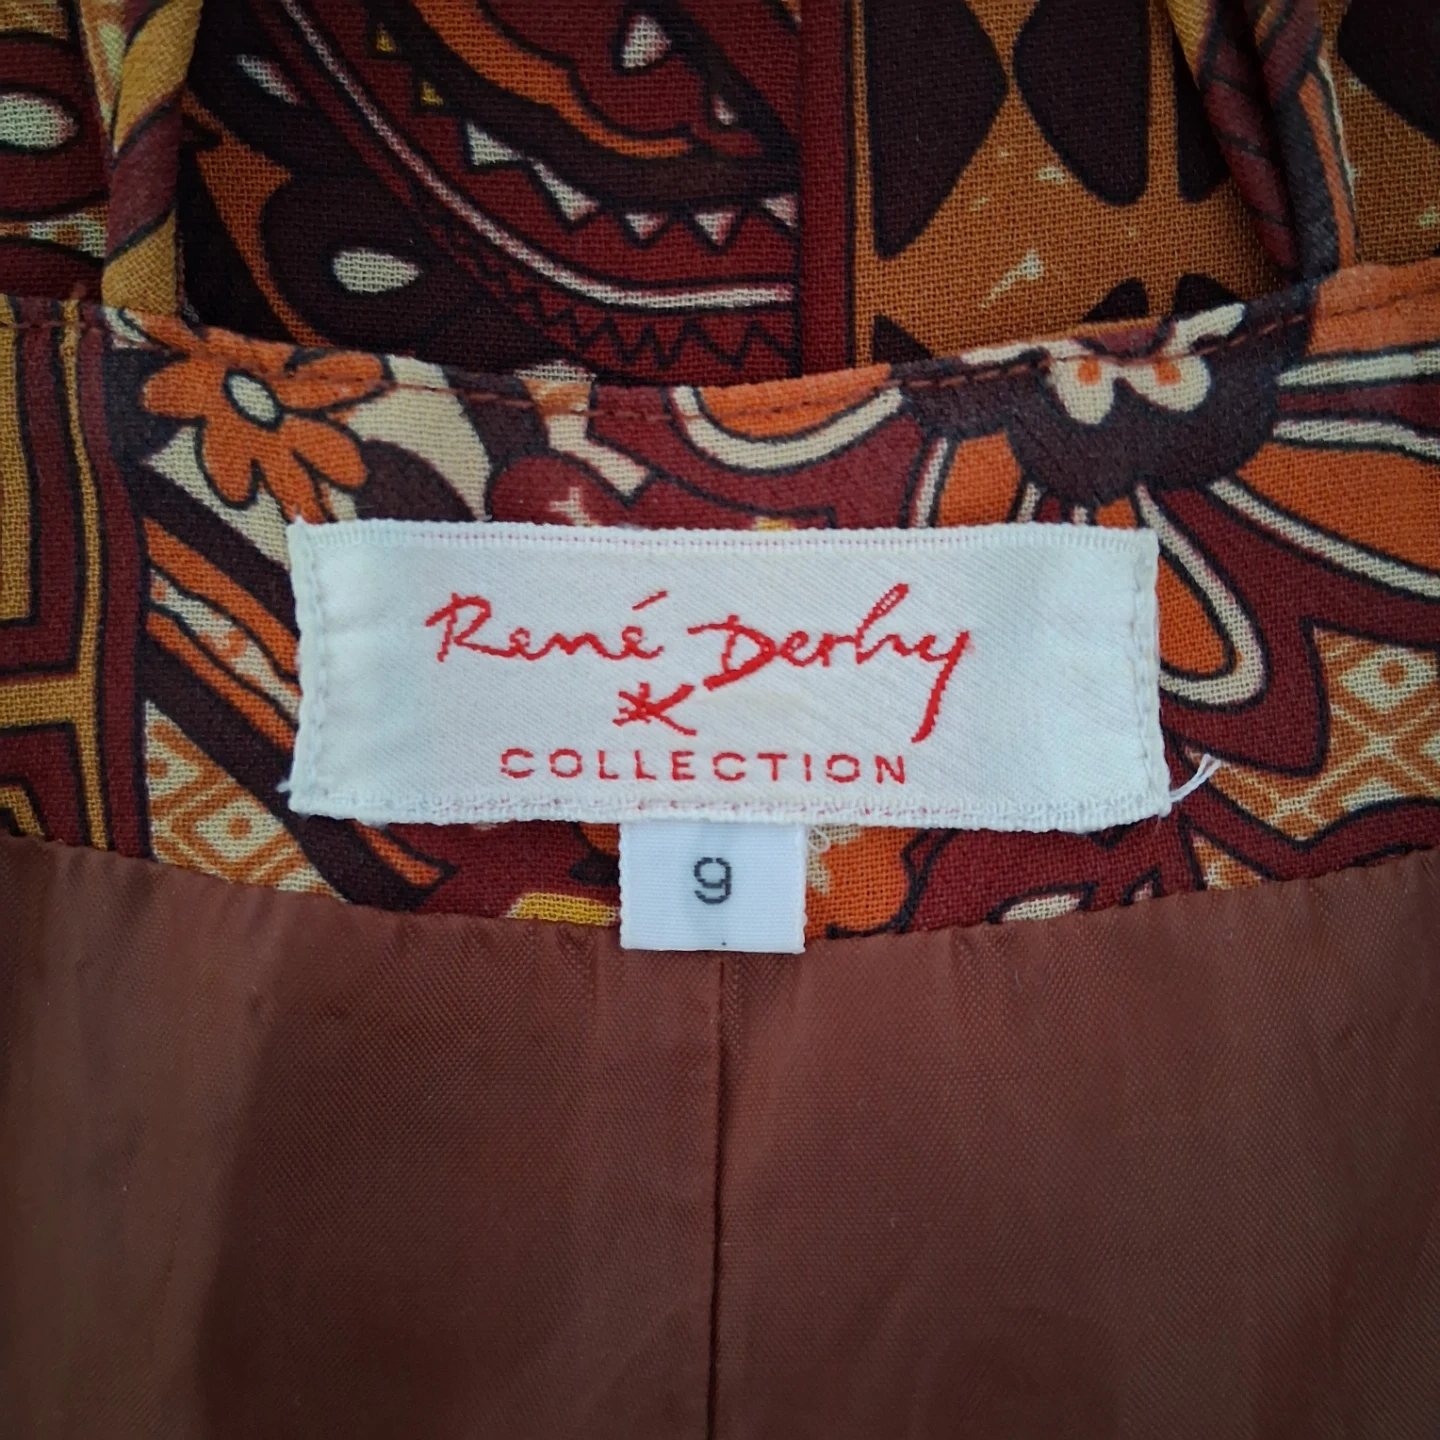 René Derhy
COLLECTION
9